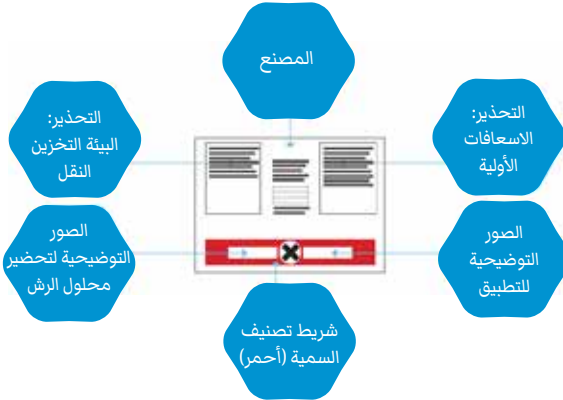 المصنع
التحذير:
الاسعافات
الأولية
التحذير:
البيئة التخزين
النقل
الصور
التوضيحية
للتطبيق
الصور
التوضيحية لتحضير
محلول الرش
شريط تصنيف
السمية (أحمر)